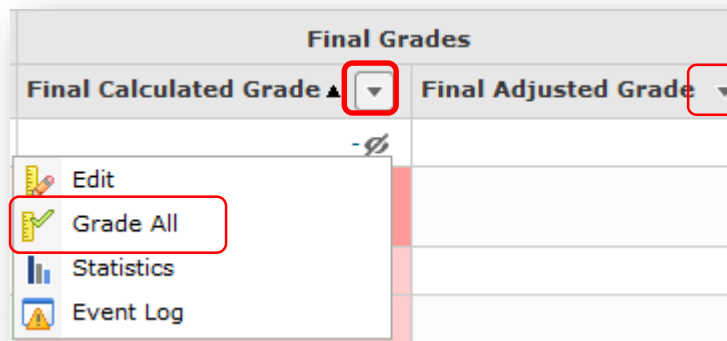 Final Grades
Final Calculated Grade Final Adjusted Grade
-
Edit
Grade All
Statistics
Event Log